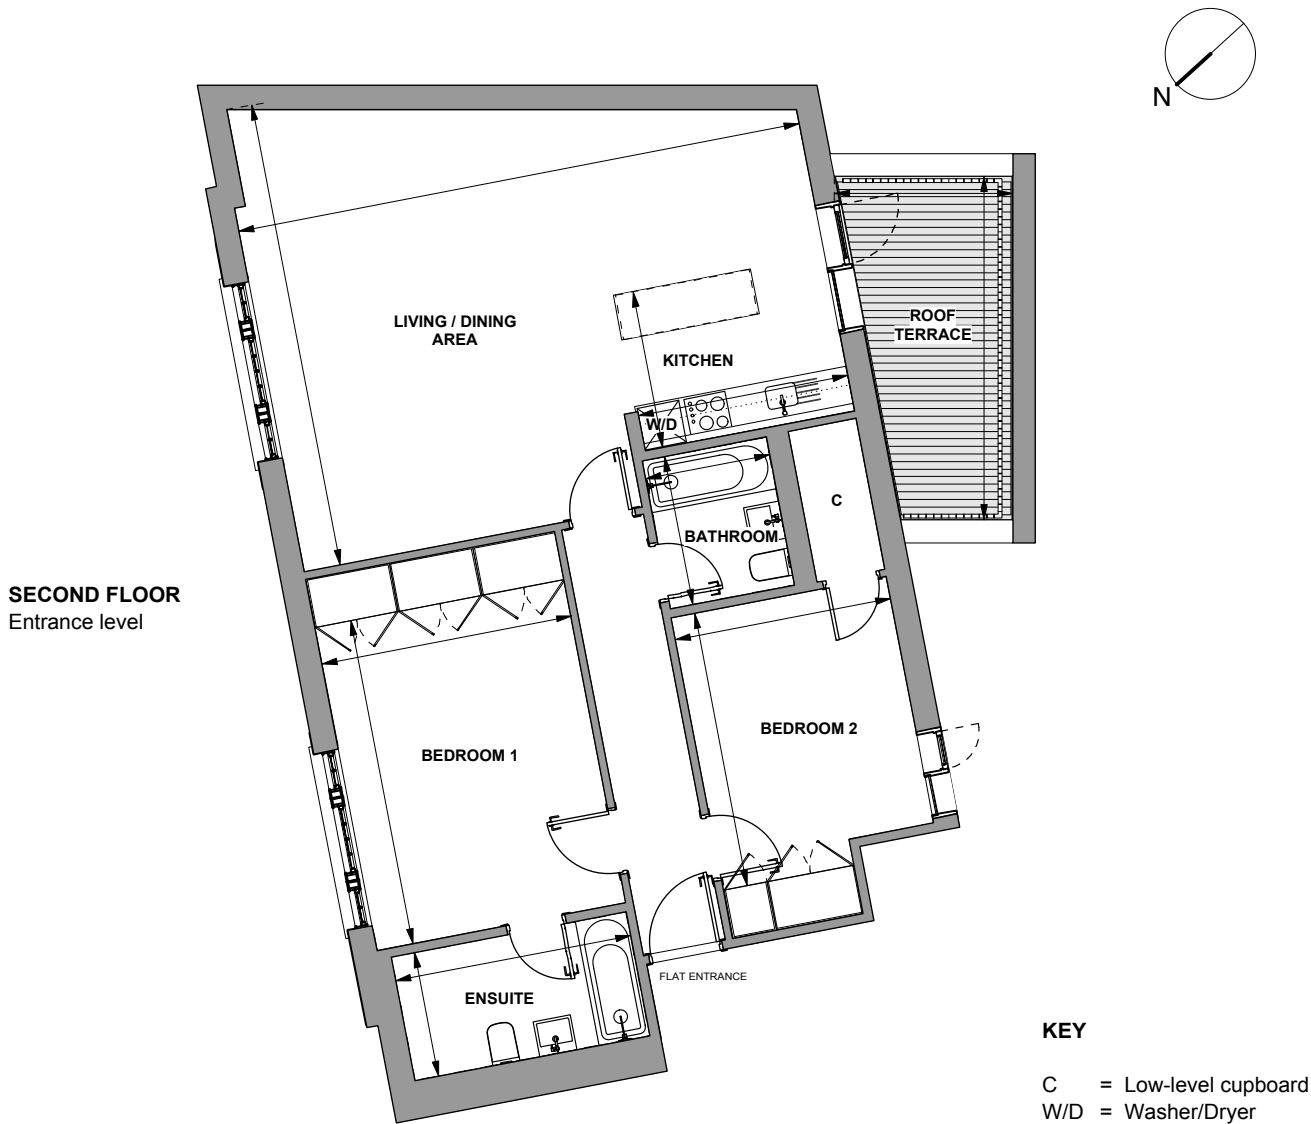 N
LIVING / DINING
AREA
KITCHEN
ROOF
TERRACE
W/D
C
BATHROOM
SECOND FLOOR
Entrance level
BEDROOM 1
BEDROOM 2
FLAT ENTRANCE
ENSUITE
KEY
C = Low-level cupboard
W/D = Washer/Dryer